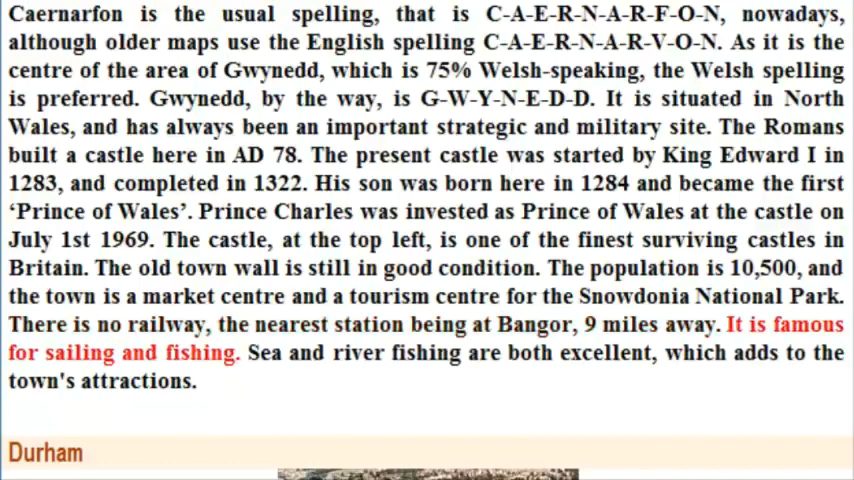 Caernarfon is the usual spelling, that is C-A-E-R-N-A-R-F-O-N, nowadays,
although older maps use the English spelling C-A-E-R-N-A-R-V-O-N. As it is the
centre of the area of Gwynedd, which is 75% Welsh-speaking, the Welsh spelling
is preferred. Gwynedd, by the way, is G-W-Y-N-E-D-D. It is situated in North
Wales, and has always been an important strategic and military site. The Romans
built a castle here in AD 78. The present castle was started by King Edward I in
1283, and completed in 1322. His son was born here in 1284 and became the first
‘Prince of Wales’. Prince Charles was invested as Prince of Wales at the castle on
July 1st 1969. The castle, at the top left, is one of the finest surviving castles in
Britain. The old town wall is still in good condition. The population is 10,500, and
the town is a market centre and a tourism centre for the Snowdonia National Park.
There is no railway, the nearest station being at Bangor, 9 miles away. It is famous
for sailing and fishing. Sea and river fishing are both excellent, which adds to the
town's attractions.
Durham